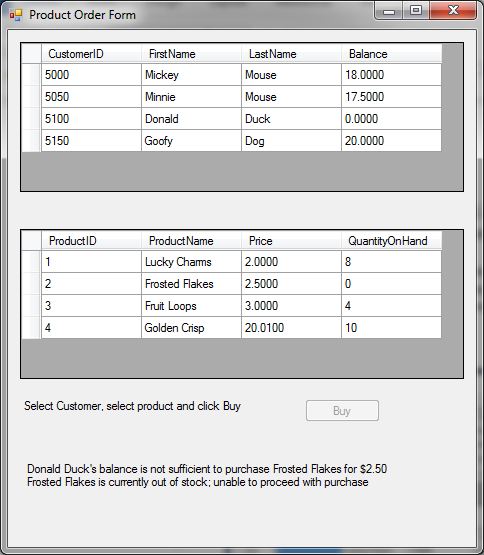 Product Order Form
CustomerID FirstName LastName Balance
5000 Mickey Mouse 18.0000
5050 Minnie Mouse 17.5000
5100 Donald Duck 0.0000
5150 Goofy Dog 20.0000
ProductID ProductName Price QuantityOnHand
1 Lucky Charms 2.0000 8
2 Frosted Flakes 2.5000 0
3 Fruit Loops 3.0000 4
4 Golden Crisp 20.0100 10
Select Customer, select product and click Buy Buy
Donald Duck's balance is not sufficient to purchase Frosted Flakes for $2.50
Frosted Flakes is currently out of stock; unable to proceed with purchase